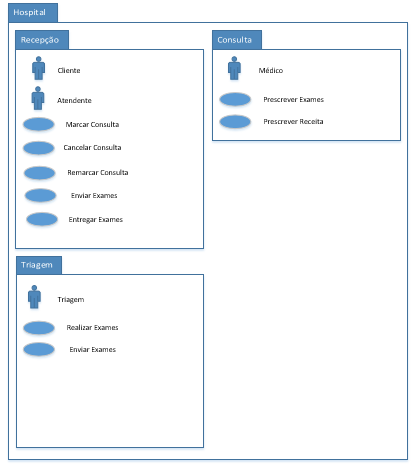 Hospital
Recepção
Cliente
Atendente
Marcar Consulta
Cancelar Consulta
Remarcar Consulta
Enviar Exames
Entregar Exames
Consulta
Médico
Prescrever Exames
Prescrever Receita
Triagem
Triagem
Realizar Exames
Enviar Exames